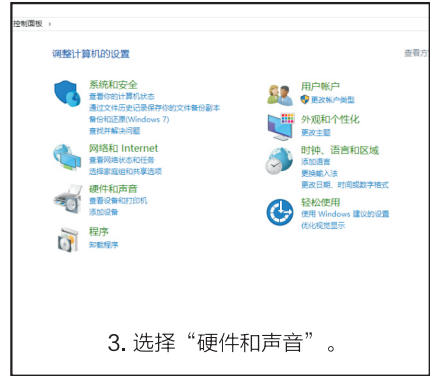 控制面板 ›
调整计算机的设置
查看方
系统和安全
查看你的计算机状态
通过文件历史记录保存你的文件备份副本
备份和还原(Windows 7)
查找并解决问题
网络和 Internet
查看网络状态和任务
选择家庭组和共享选项
硬件和声音
查看设备和打印机
添加设备
程序
卸载程序
用户帐户
更改帐户类型
外观和个性化
更改主题
时钟、语言和区域
添加语言
更换输入法
更改日期、时间或数字格式
轻松使用
使用 Windows 建议的设置
优化视觉显示
3. 选择“硬件和声音”。